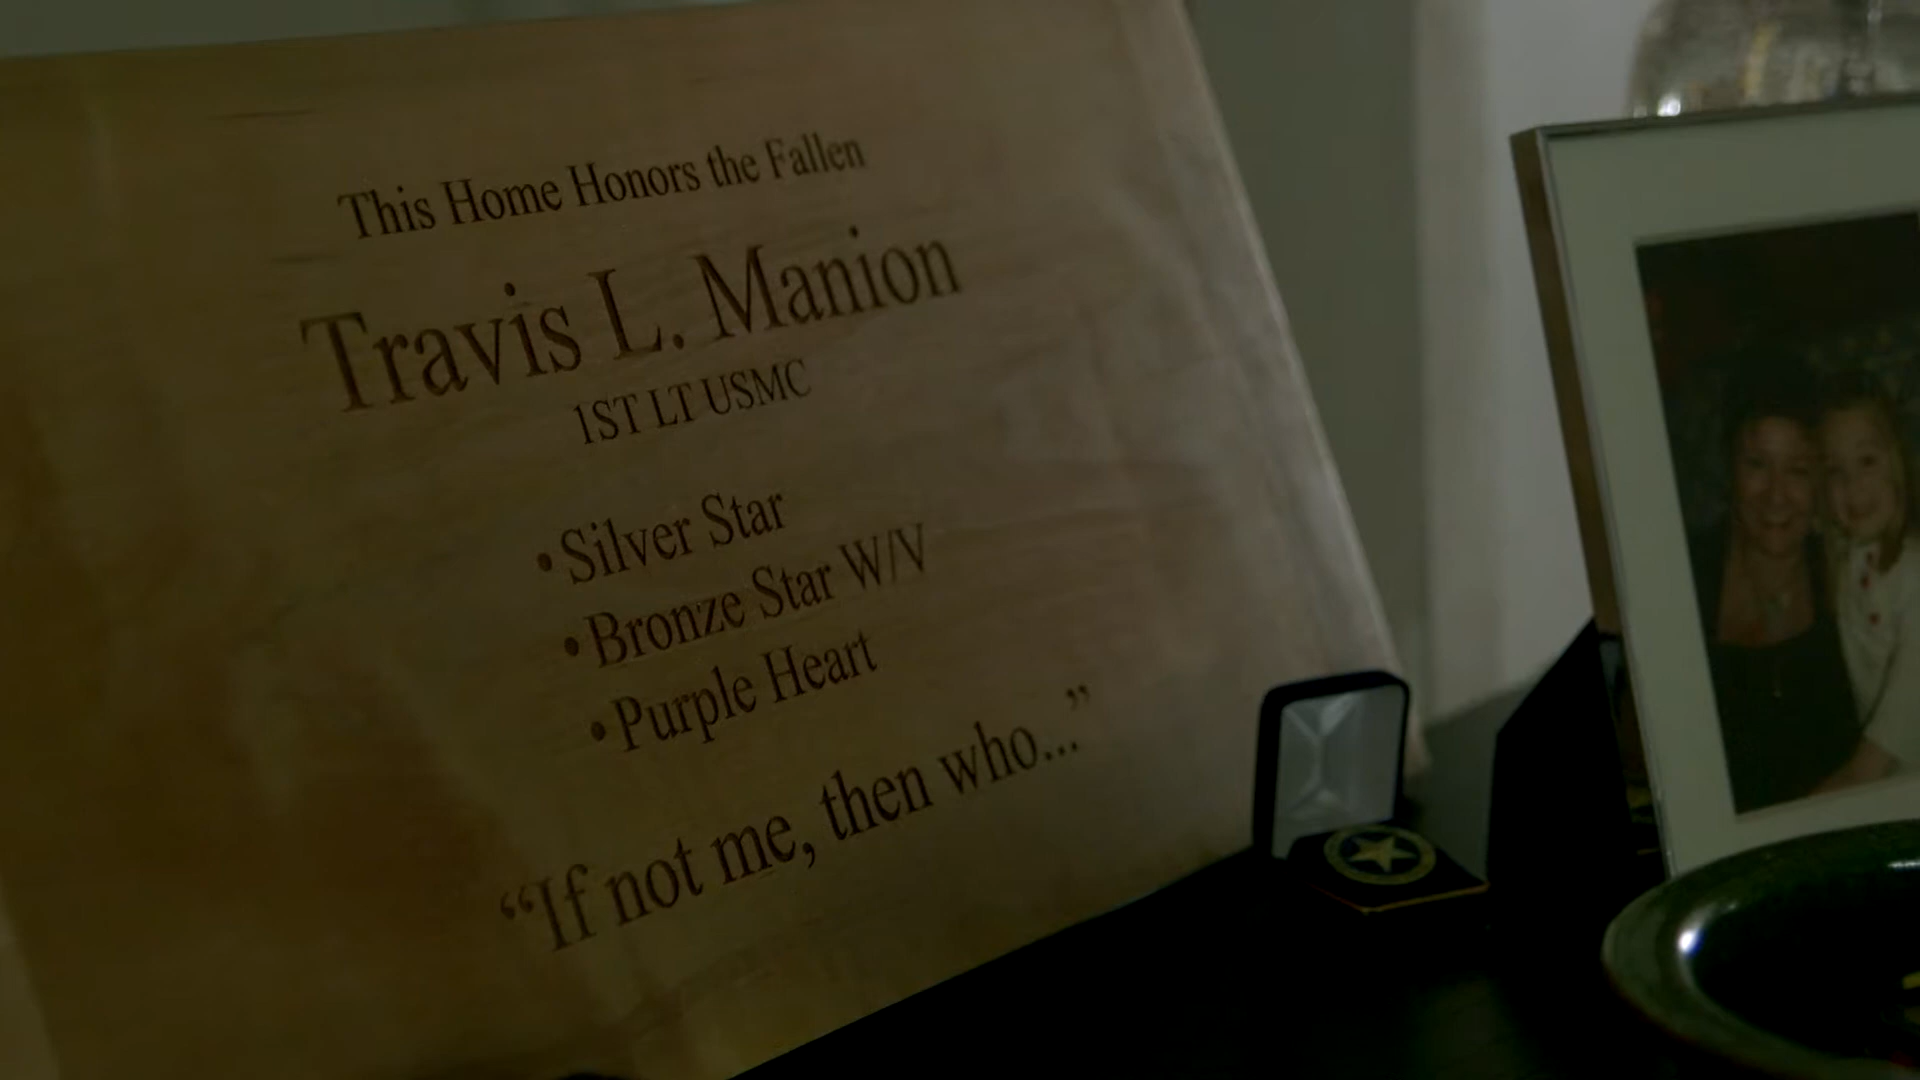 This Home Honors the Fallen
Travis L. Manion
1ST LT USMC
•Silver Star
•Bronze Star W/V
•Purple Heart
“If not me, then who...”